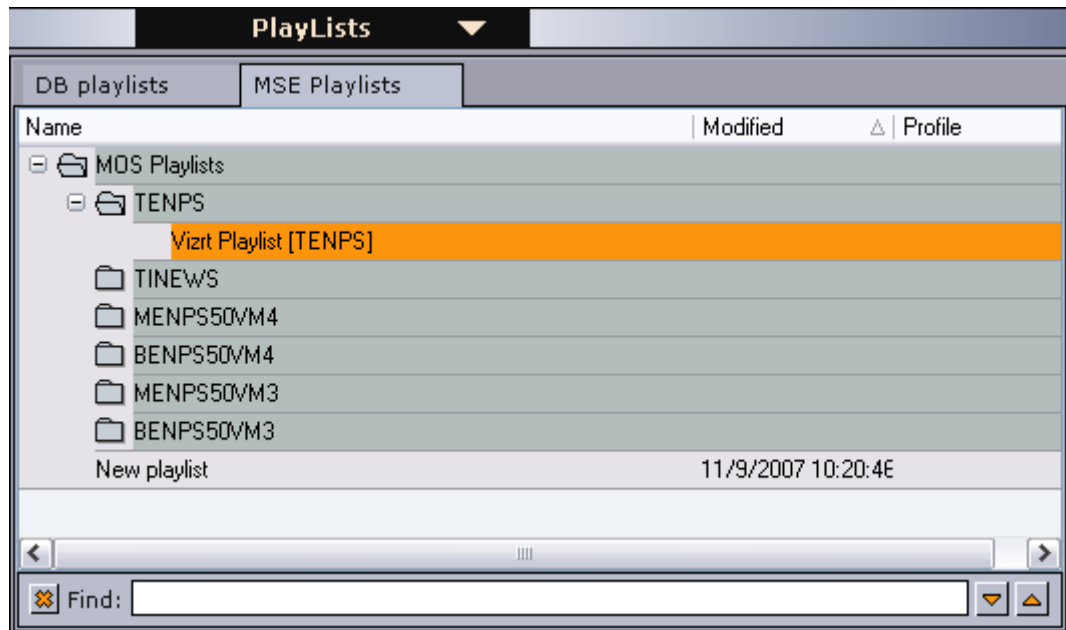 PlayLists
DB playlists MSE Playlists
Name Modified Profile
MOS Playlists
TENPS
Vizrt Playlist [TENPS]
TINEWS
MENPS50VM4
BENPS50VM4
MENPS50VM3
BENPS50VM3
New playlist 11/9/2007 10:20:4
Find: